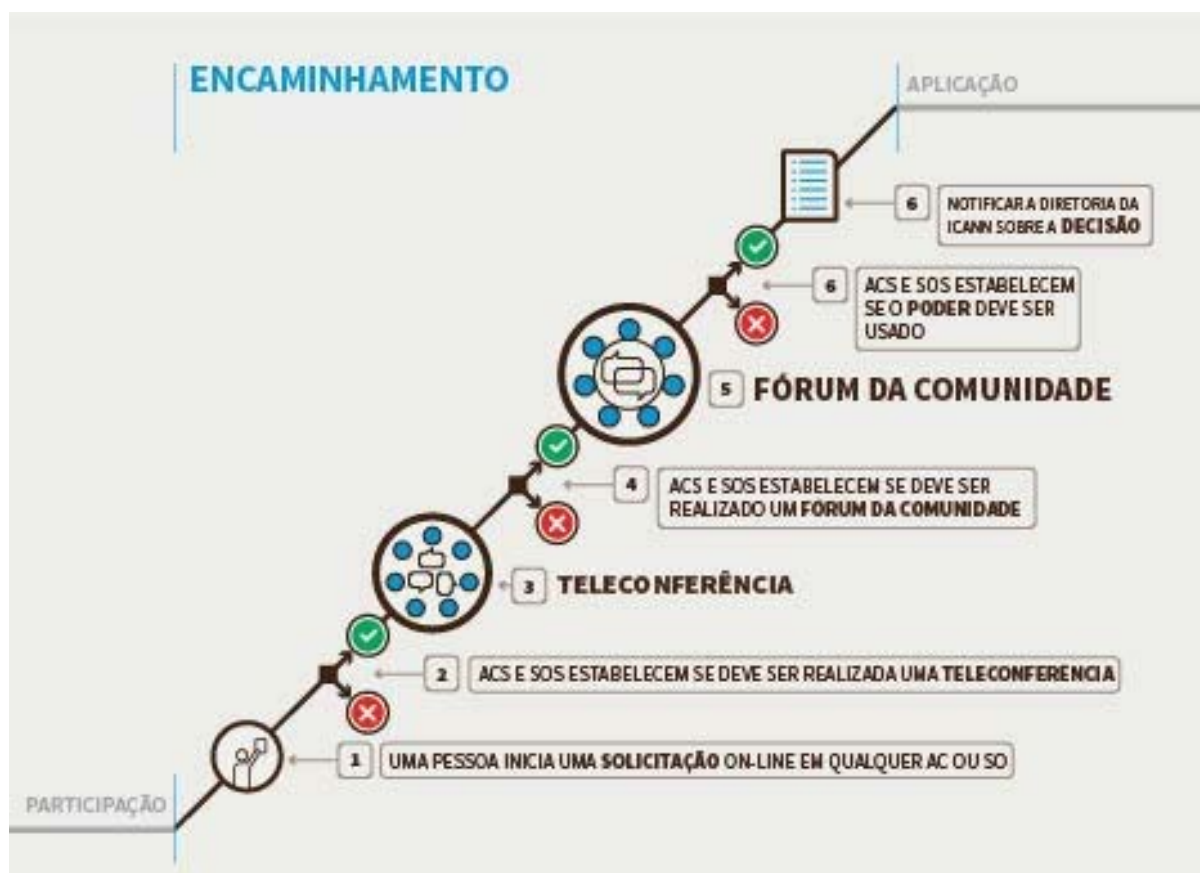 ENCAMINHAMENTO
APLICAÇÃO
6
NOTIFICAR A DIRETORIA DA
ICANN SOBRE A DECISÃO
6
ACS E SOS ESTABELECEM
SE O PODER DEVE SER
USADO
5
FÓRUM DA COMUNIDADE
4
ACS E SOS ESTABELECEM SE DEVE SER
REALIZADO UM FÓRUM DA COMUNIDADE
3
TELECONFERÊNCIA
2
ACS E SOS ESTABELECEM SE DEVE SER REALIZADA UMA TELECONFERÊNCIA
1
UMA PESSOA INICIA UMA SOLICITAÇÃO ON-LINE EM QUALQUER AC OU SO
PARTICIPAÇÃO